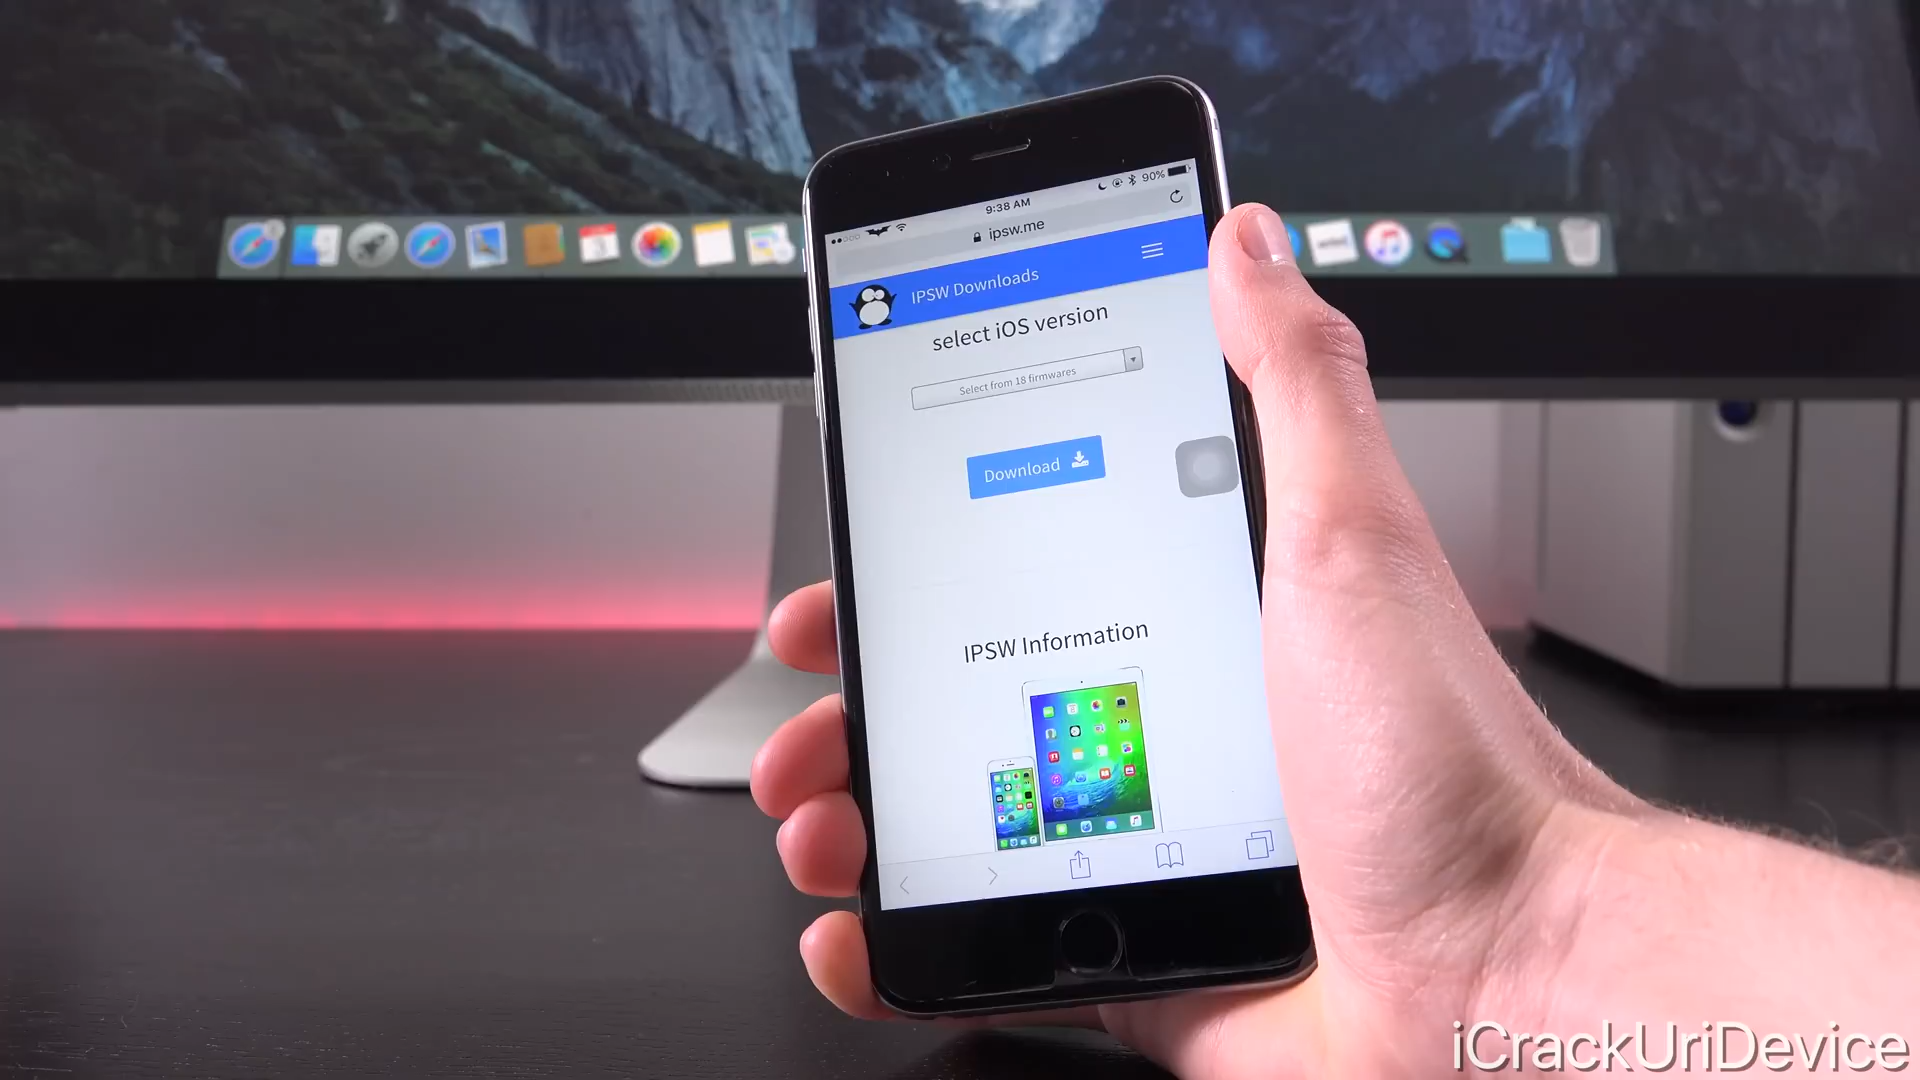 90%
9:38 AM
ipsw.me
IPSW Downloads
select iOS version
Select from 18 firmwares
Download
IPSW Information
iCrackUriDevice